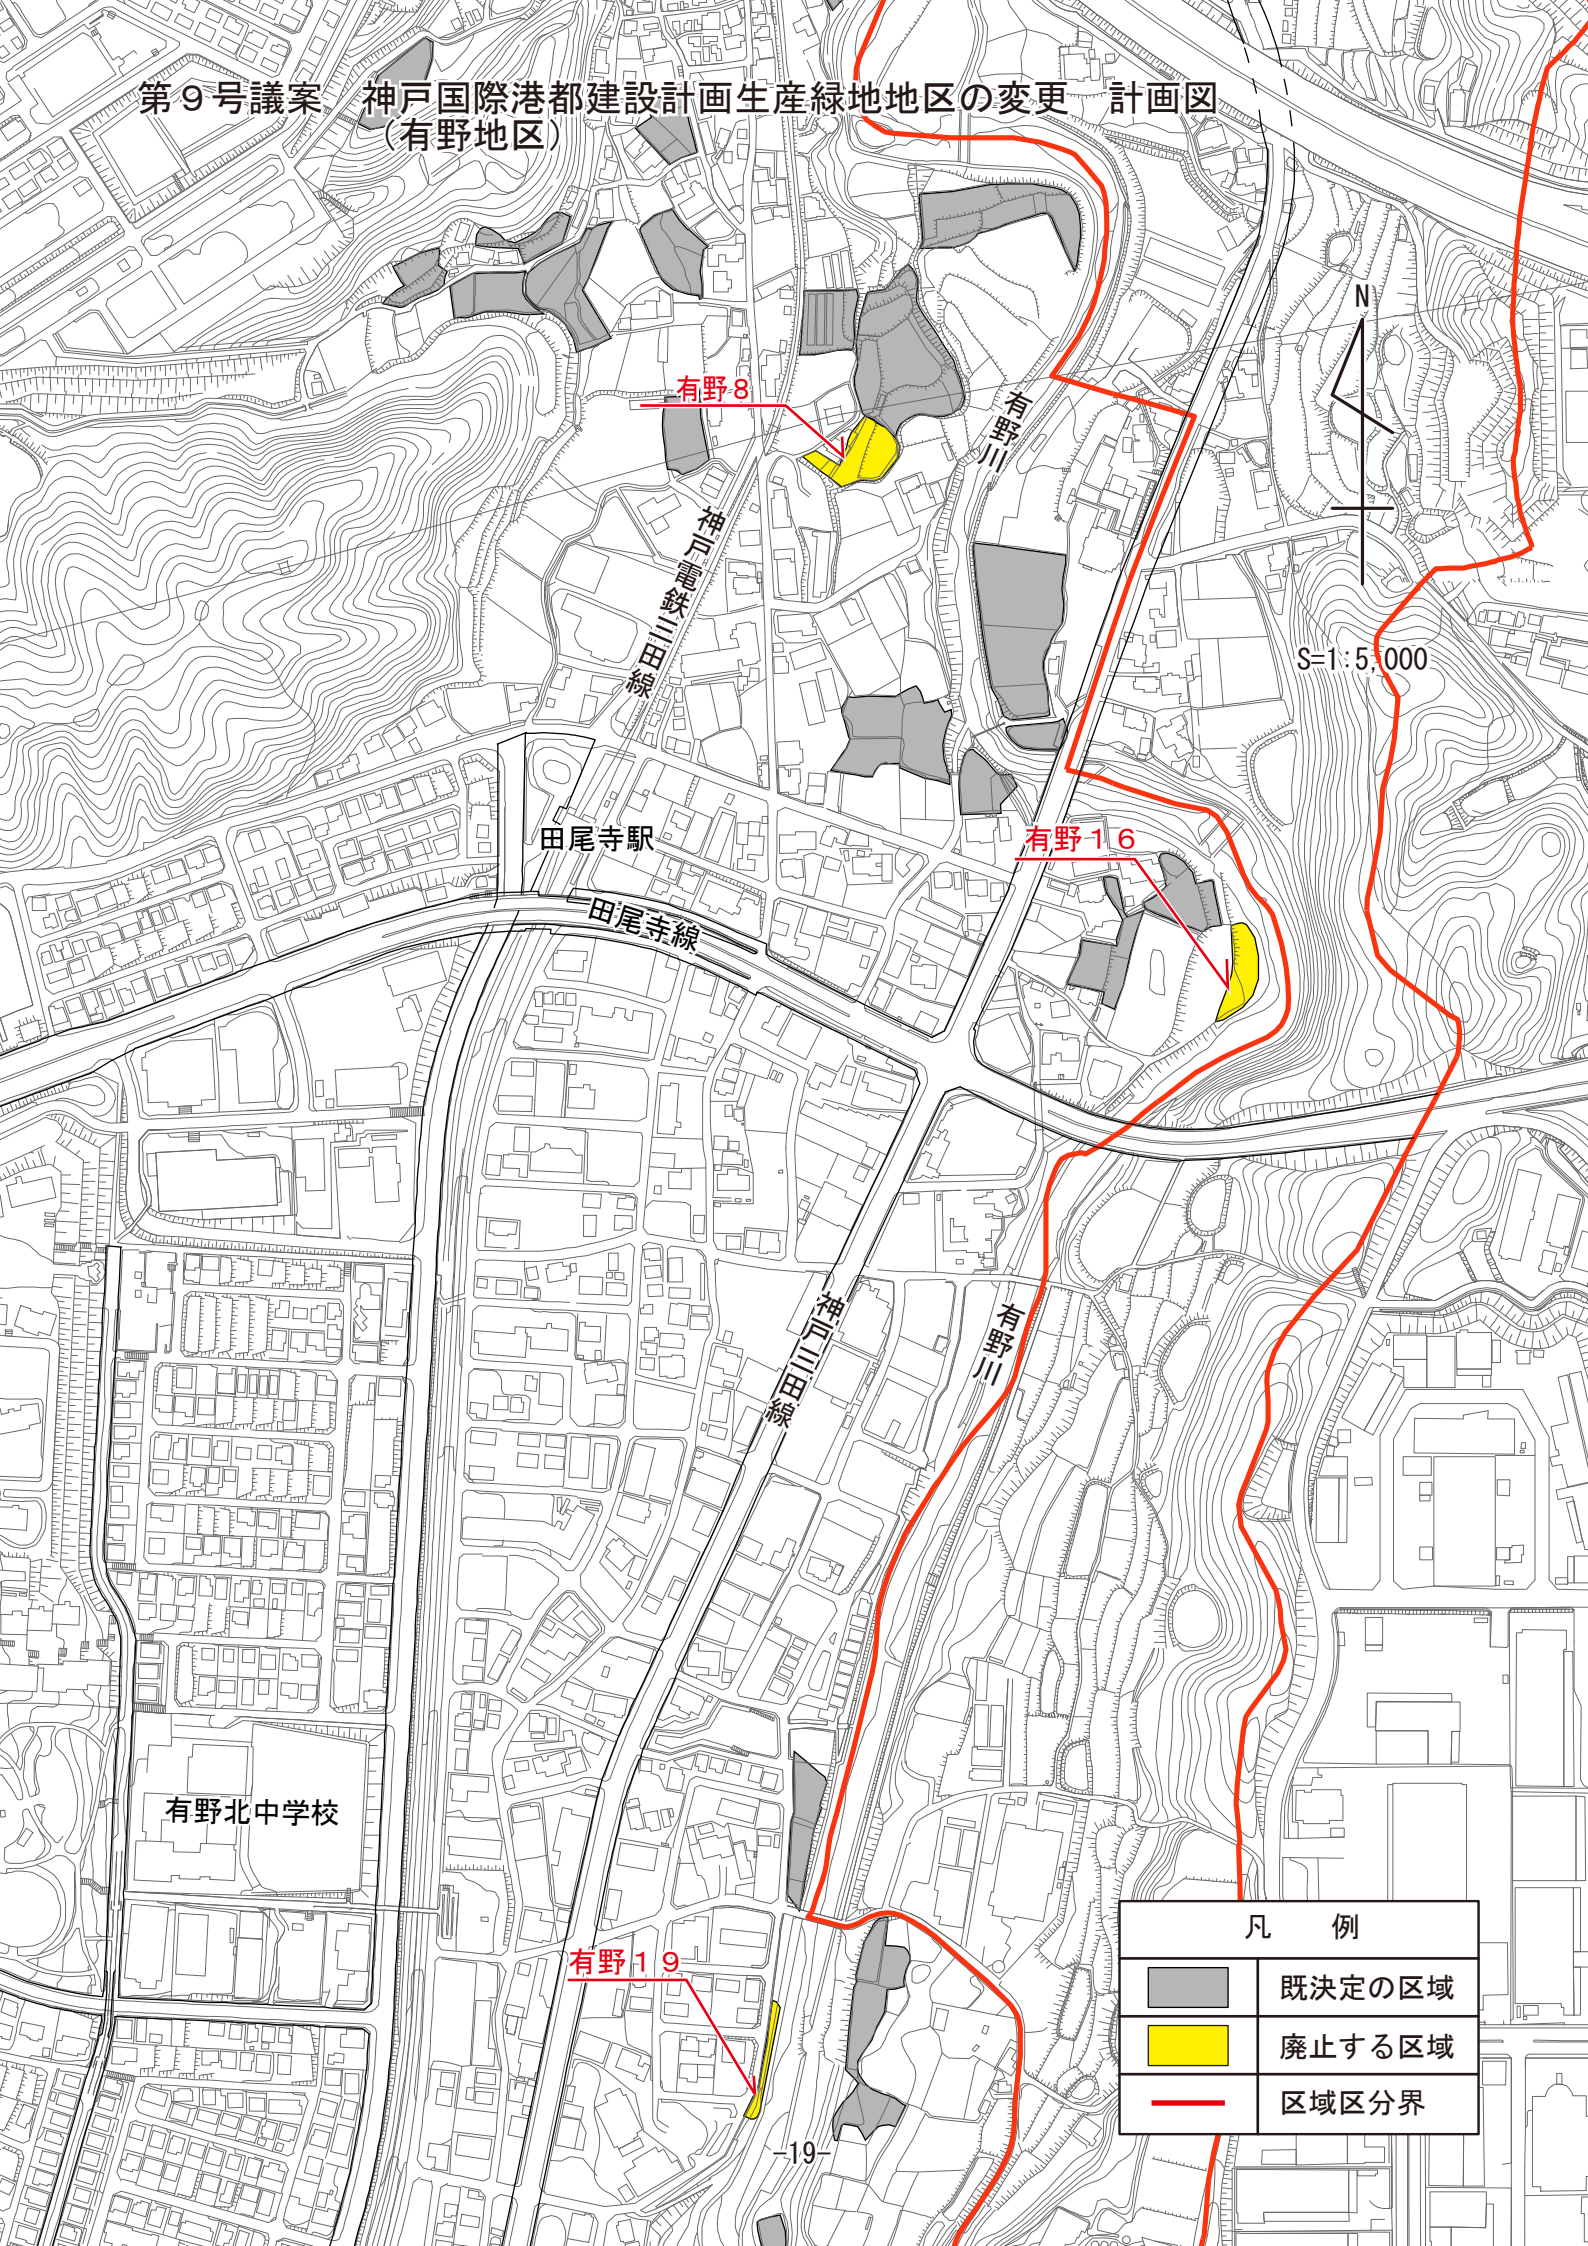 第９号議案　神戸国際港都建設計画生産緑地地区の変更　計画図
（有野地区）
N
有野８
有野川
神戸電鉄三田線
S=1:5,000
田尾寺駅
有野１６
田尾寺線
神戸三田線
有野川
有野北中学校
有野１９
凡　例
既決定の区域
廃止する区域
区域区分界
-19-